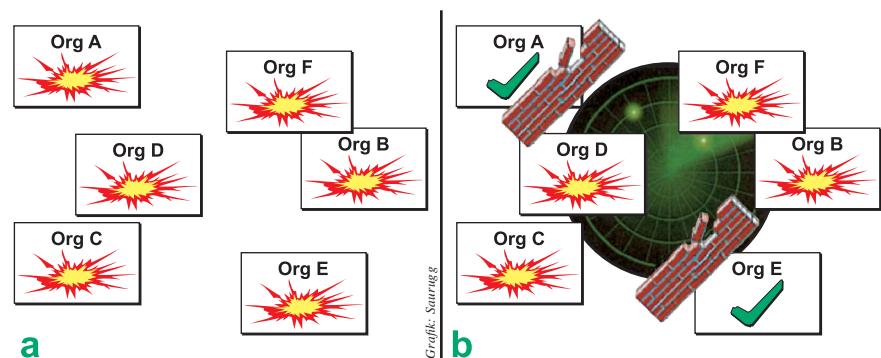 Org A
Org F
Org D
Org B
Org C
Org E
a
Grafik: Saurugg
Org A
Org F
Org D
Org B
Org C
Org E
b